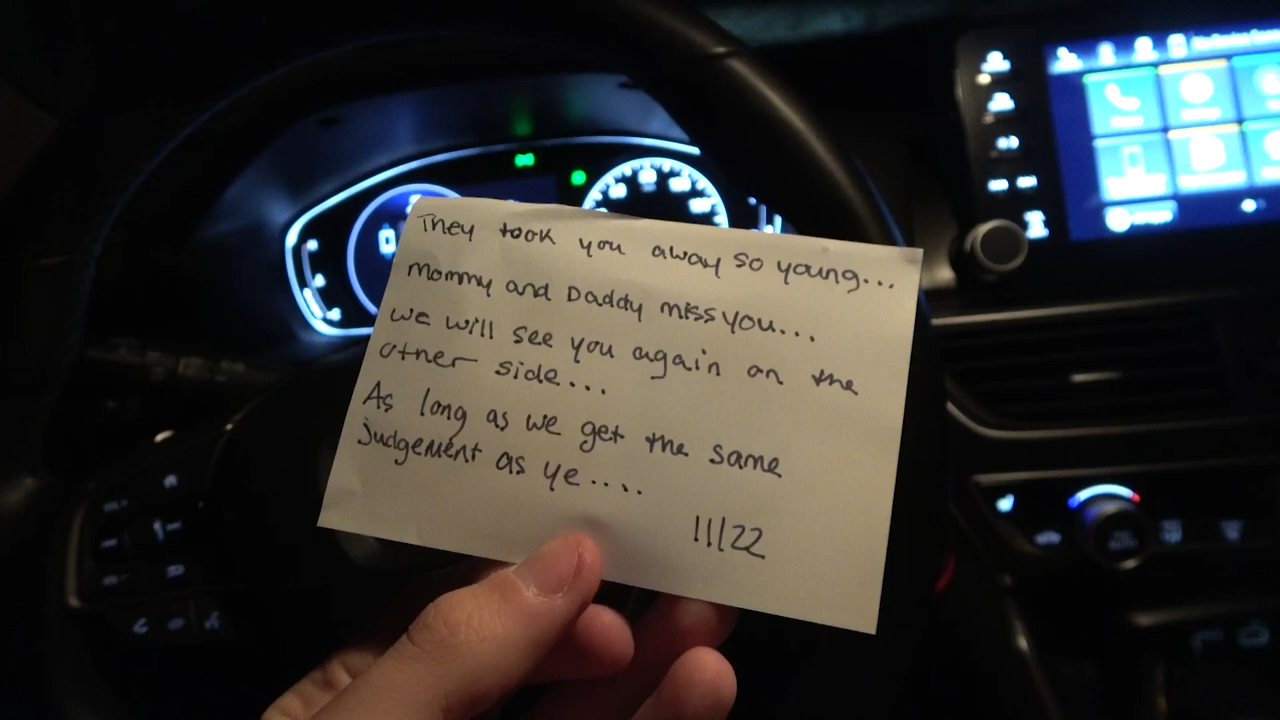 They took you away so young...
Mommy and Daddy miss you...
we will see you again on the
other side...
As long as we get the same
judgement as ye....
11/22